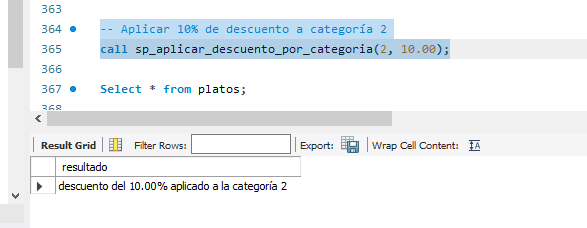 363
364 -- Aplicar 10% de descuento a categoría 2
365 call sp_aplicar_descuento_por_categoria(2, 10.00);
366
367 Select * from platos;
368
Result Grid Filter Rows: Export: Wrap Cell Content:
resultado
descuento del 10.00% aplicado a la categoría 2